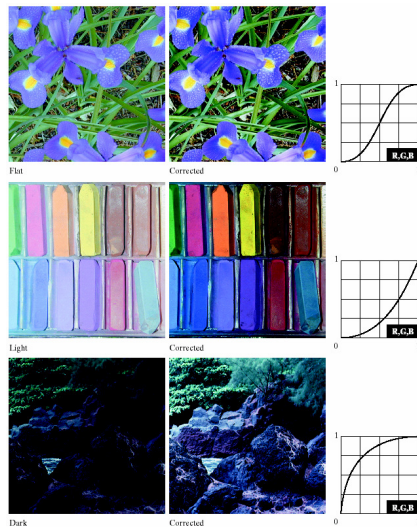 1
R,G,B
0
Flat
Corrected
1
R,G,B
0
Light
Corrected
1
R,G,B
0
Dark
Corrected